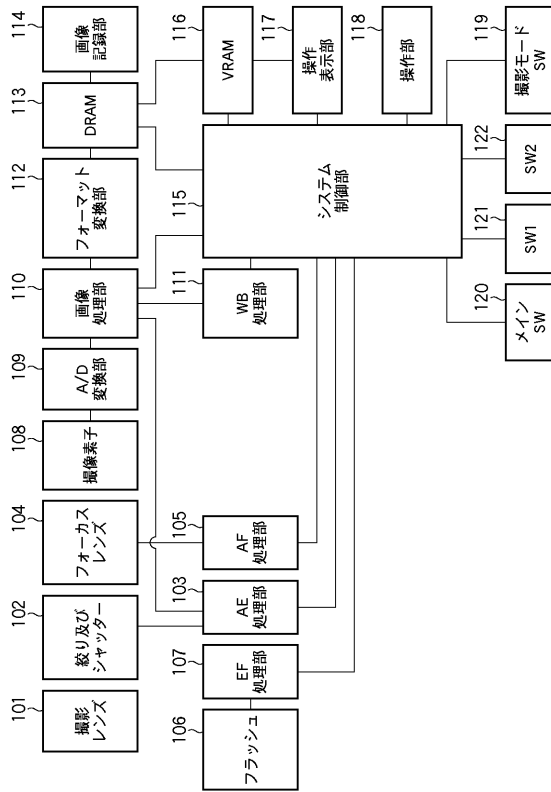 101
撮影
レンズ
102
絞り及び
シャッター
104
フォーカス
レンズ
108
撮像素子
109
A/D
変換部
110
画像
処理部
112
フォーマット
変換部
113
DRAM
114
画像
記録部
106
フラッシュ
107
EF
処理部
103
AE
処理部
105
AF
処理部
111
WB
処理部
115
システム
制御部
116
VRAM
117
操作
表示部
118
操作部
120
メイン
SW
121
SW1
122
SW2
119
撮影モード
SW